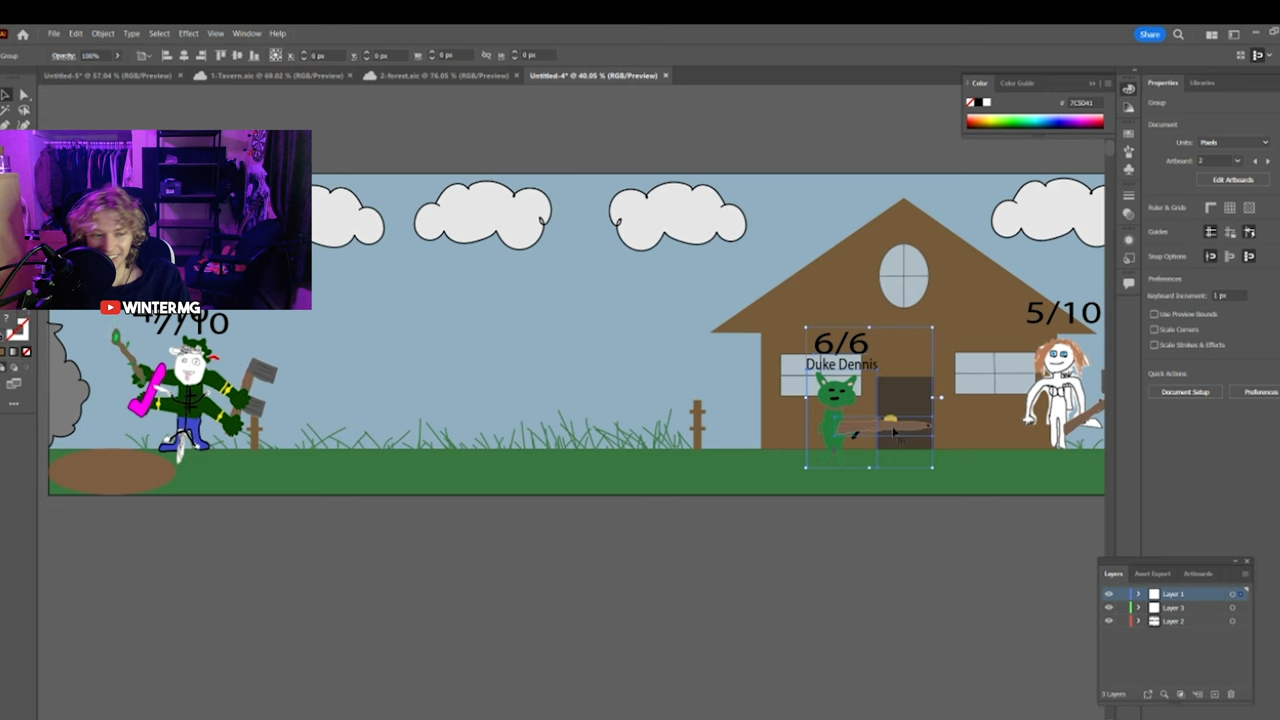 Ai File Edit Object Type Select Effect View Window Help Share
Group Opacity: 100% X: 0 px Y: 0 px W: 0 px H: 0 px
Untitled-5* @ 57.04 % (RGB/Preview) × 1-Tavern.aic @ 69.02 % (RGB/Preview) × 2-forest.aic @ 76.05 % (RGB/Preview) × Untitled-4* @ 40.05 % (RGB/Preview) ×
Color Color Guide
# 7C5041
Properties Libraries
Group
Document
Units: Pixels
Artboard: 2
Edit Artboards
Ruler & Grids
Guides
Snap Options
Preferences
Keyboard Increment: 1 px
Use Preview Bounds
Scale Corners
Scale Strokes & Effects
Quick Actions
Document Setup Preferences
WINTERMG
5/10
6/6
Duke Dennis
Layers Asset Export Artboards
Layer 1
Layer 3
Layer 2
3 Layers